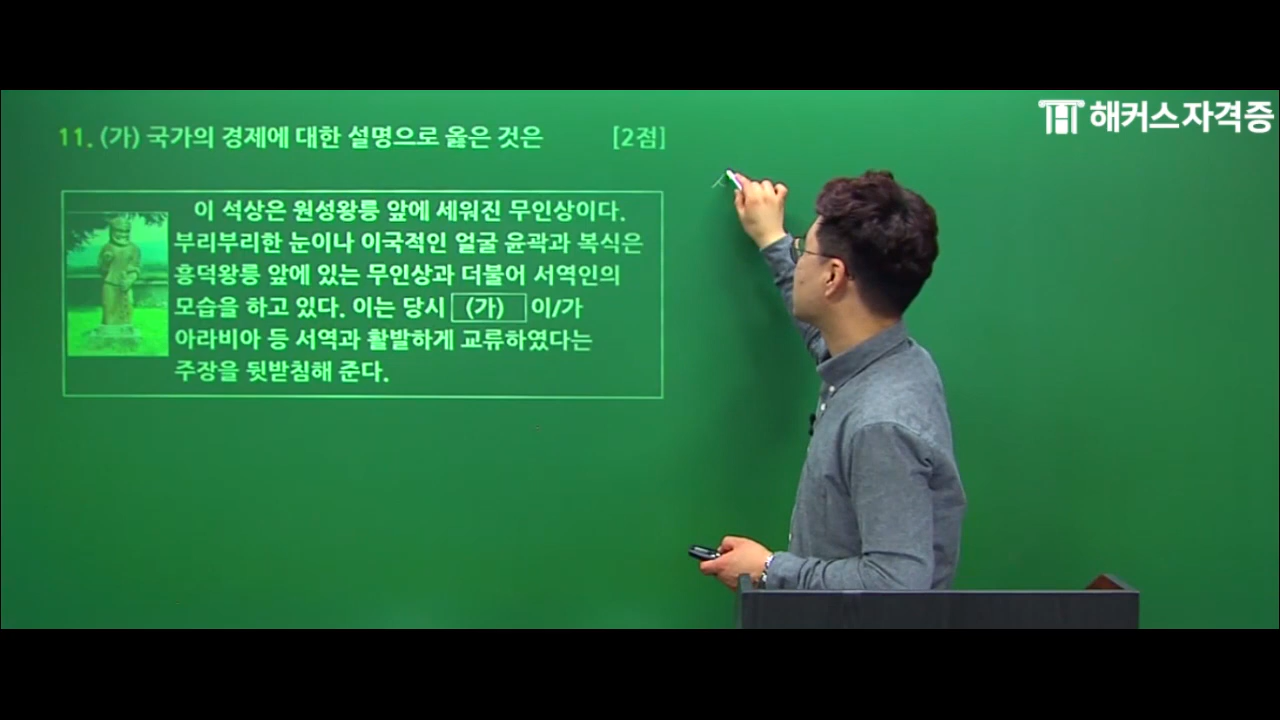 해커스자격증
11. (가) 국가의 경제에 대한 설명으로 옳은 것은 [2점]
이 석상은 원성왕릉 앞에 세워진 무인상이다.
부리부리한 눈이나 이국적인 얼굴 윤곽과 복식은
흥덕왕릉 앞에 있는 무인상과 더불어 서역인의
모습을 하고 있다. 이는 당시 (가) 이/가
아라비아 등 서역과 활발하게 교류하였다는
주장을 뒷받침해 준다.